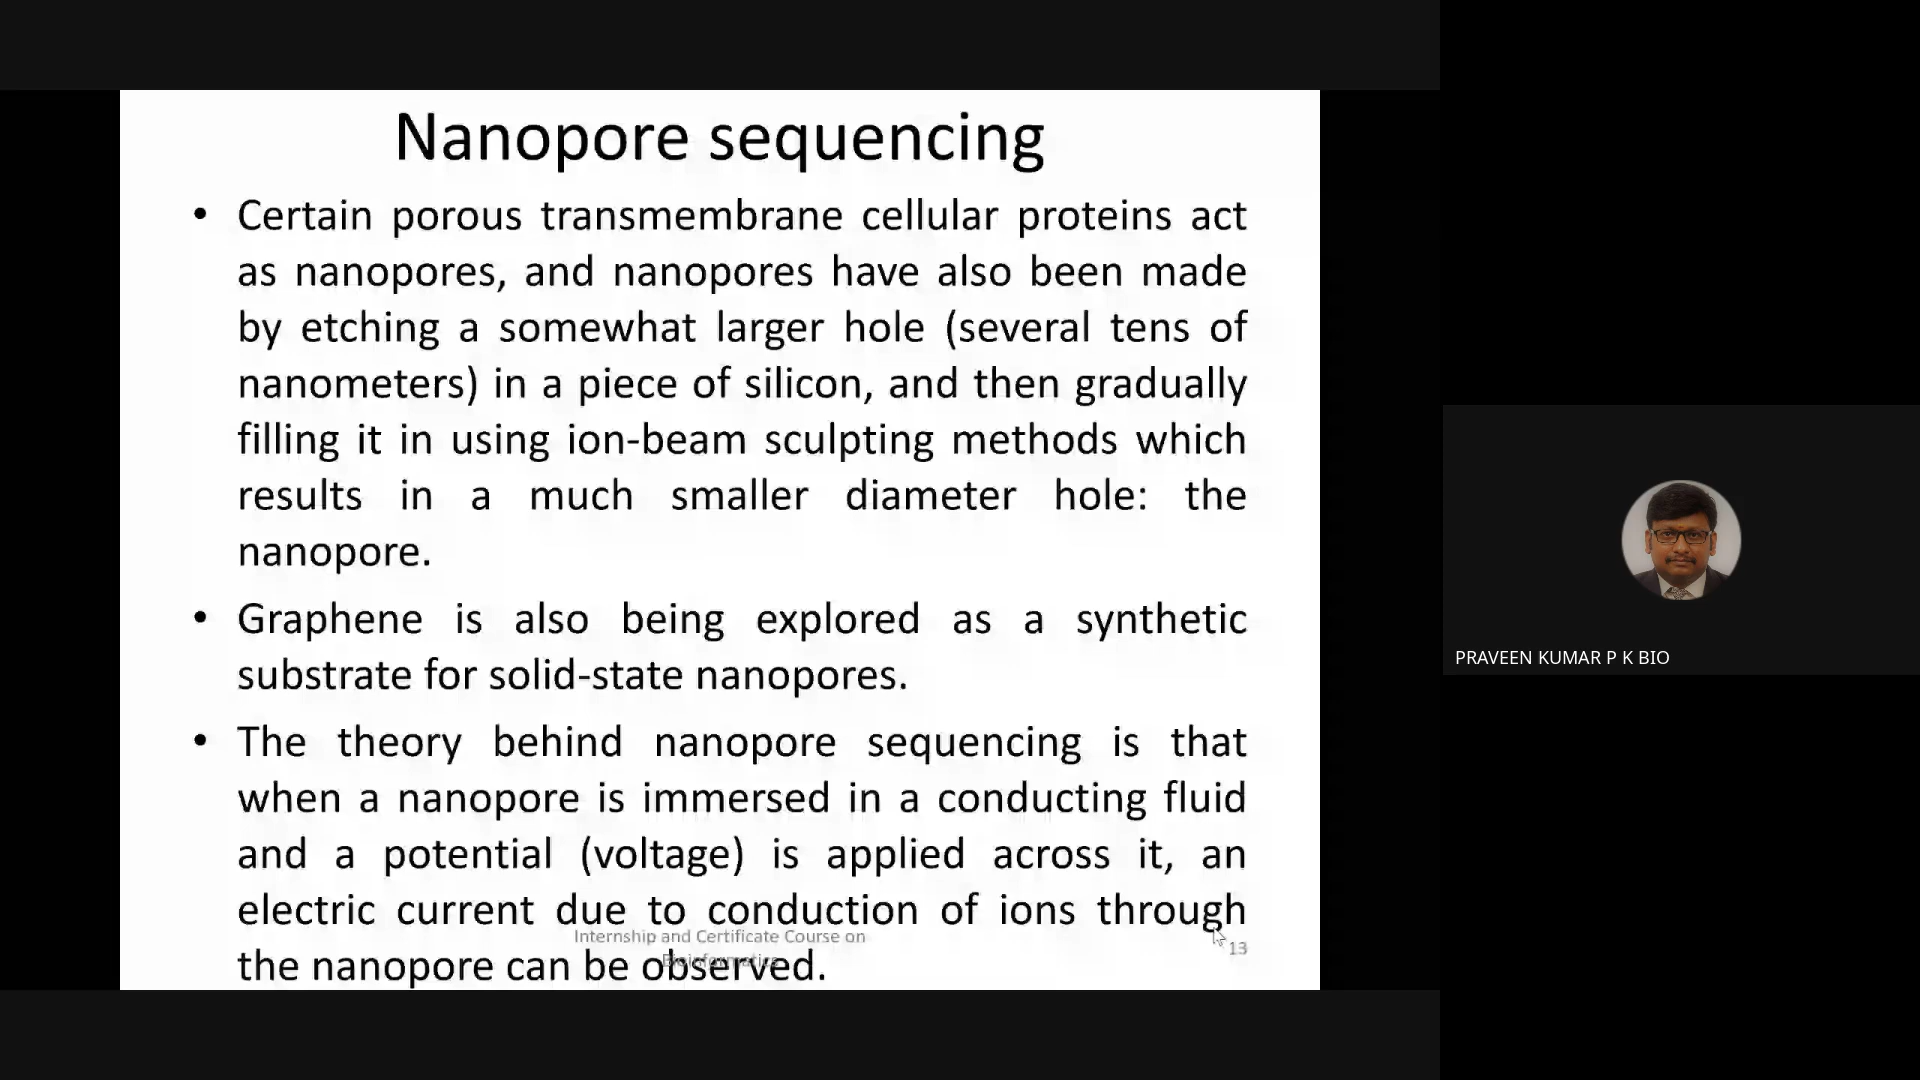 Nanopore sequencing
• Certain porous transmembrane cellular proteins act
as nanopores, and nanopores have also been made
by etching a somewhat larger hole (several tens of
nanometers) in a piece of silicon, and then gradually
filling it in using ion-beam sculpting methods which
results in a much smaller diameter hole: the
nanopore.
• Graphene is also being explored as a synthetic
substrate for solid-state nanopores.
• The theory behind nanopore sequencing is that
when a nanopore is immersed in a conducting fluid
and a potential (voltage) is applied across it, an
electric current due to conduction of ions through
the nanopore can be observed.
Internship and Certificate Course on
Bioinformatics
13
PRAVEEN KUMAR P K BIO